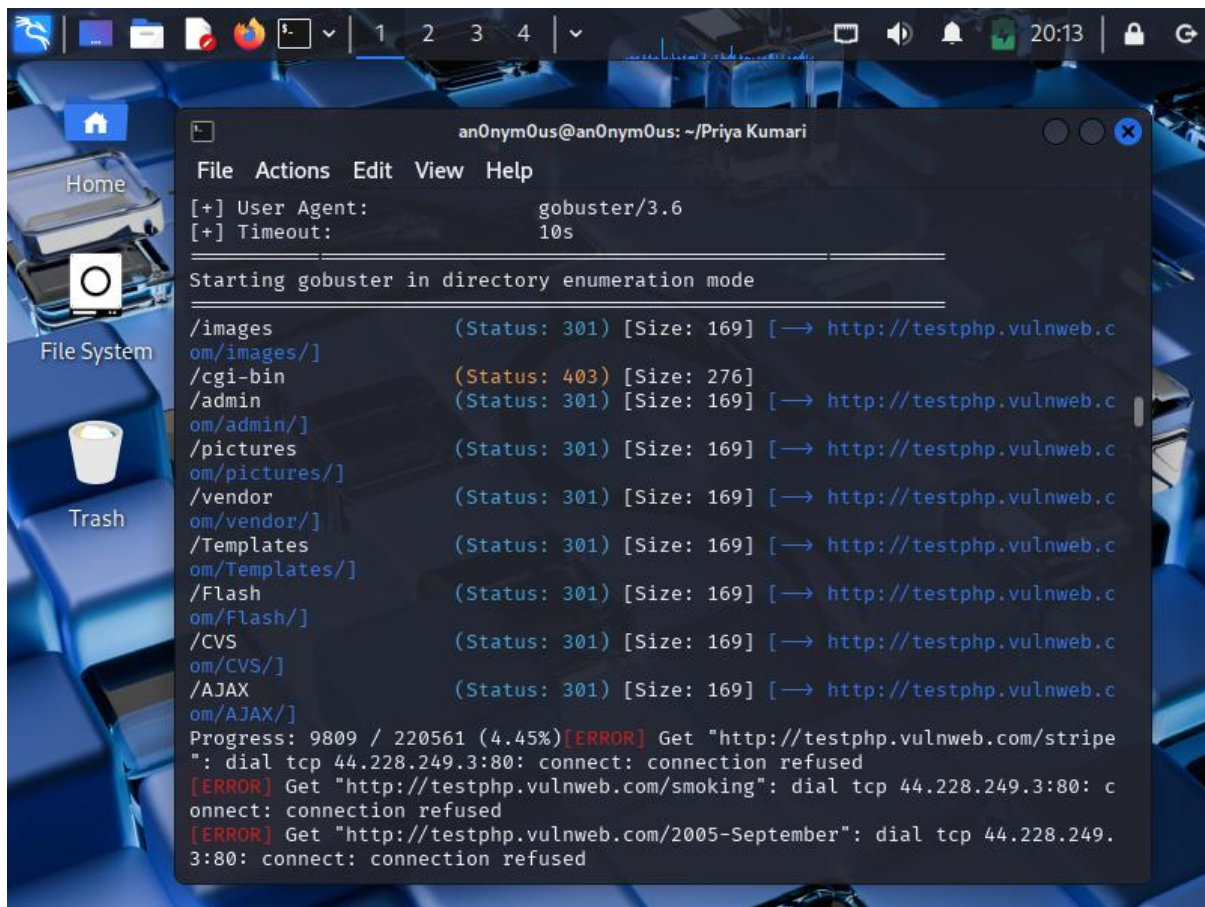 1 2 3 4 20:13
an0nym0us@an0nym0us: ~/Priya Kumari
File Actions Edit View Help
Home
File System
Trash
[+] User Agent: gobuster/3.6
[+] Timeout: 10s
Starting gobuster in directory enumeration mode
/images (Status: 301) [Size: 169] [→ http://testphp.vulnweb.c
om/images/]
/cgi-bin (Status: 403) [Size: 276]
/admin (Status: 301) [Size: 169] [→ http://testphp.vulnweb.c
om/admin/]
/pictures (Status: 301) [Size: 169] [→ http://testphp.vulnweb.c
om/pictures/]
/vendor (Status: 301) [Size: 169] [→ http://testphp.vulnweb.c
om/vendor/]
/Templates (Status: 301) [Size: 169] [→ http://testphp.vulnweb.c
om/Templates/]
/Flash (Status: 301) [Size: 169] [→ http://testphp.vulnweb.c
om/Flash/]
/CVS (Status: 301) [Size: 169] [→ http://testphp.vulnweb.c
om/CVS/]
/AJAX (Status: 301) [Size: 169] [→ http://testphp.vulnweb.c
om/AJAX/]
Progress: 9809 / 220561 (4.45%)[ERROR] Get "http://testphp.vulnweb.com/stripe
": dial tcp 44.228.249.3:80: connect: connection refused
[ERROR] Get "http://testphp.vulnweb.com/smoking": dial tcp 44.228.249.3:80: c
onnect: connection refused
[ERROR] Get "http://testphp.vulnweb.com/2005-September": dial tcp 44.228.249.
3:80: connect: connection refused